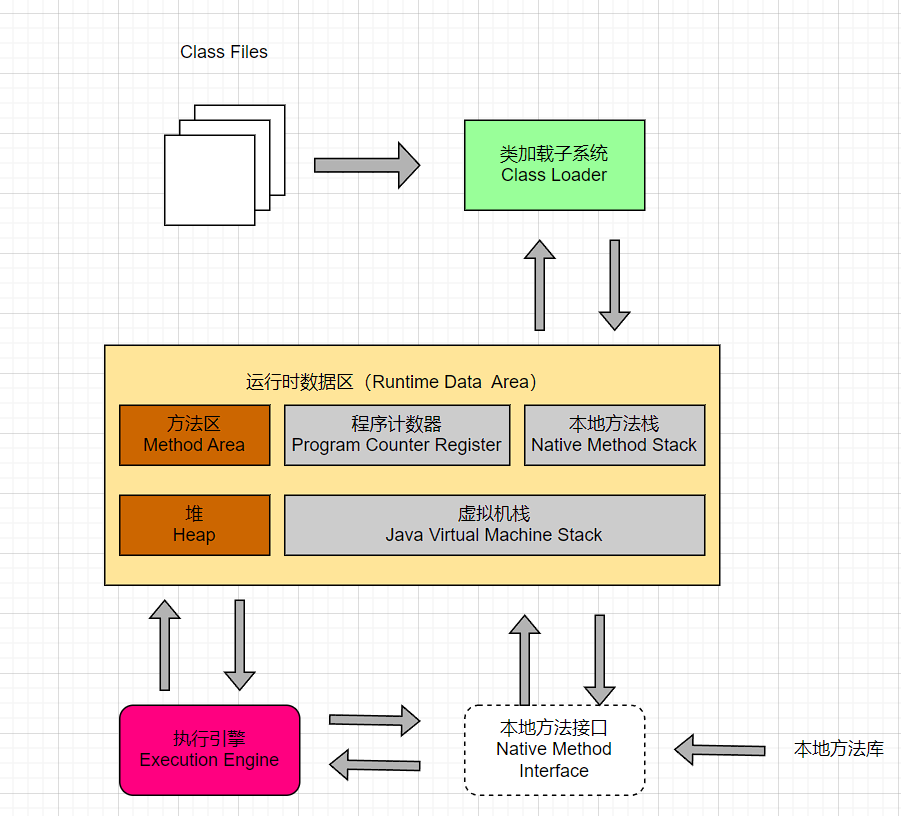 Class Files
类加载子系统
Class Loader
运行时数据区（Runtime Data Area）
方法区
Method Area
程序计数器
Program Counter Register
本地方法栈
Native Method Stack
堆
Heap
虚拟机栈
Java Virtual Machine Stack
执行引擎
Execution Engine
本地方法接口
Native Method
Interface
本地方法库